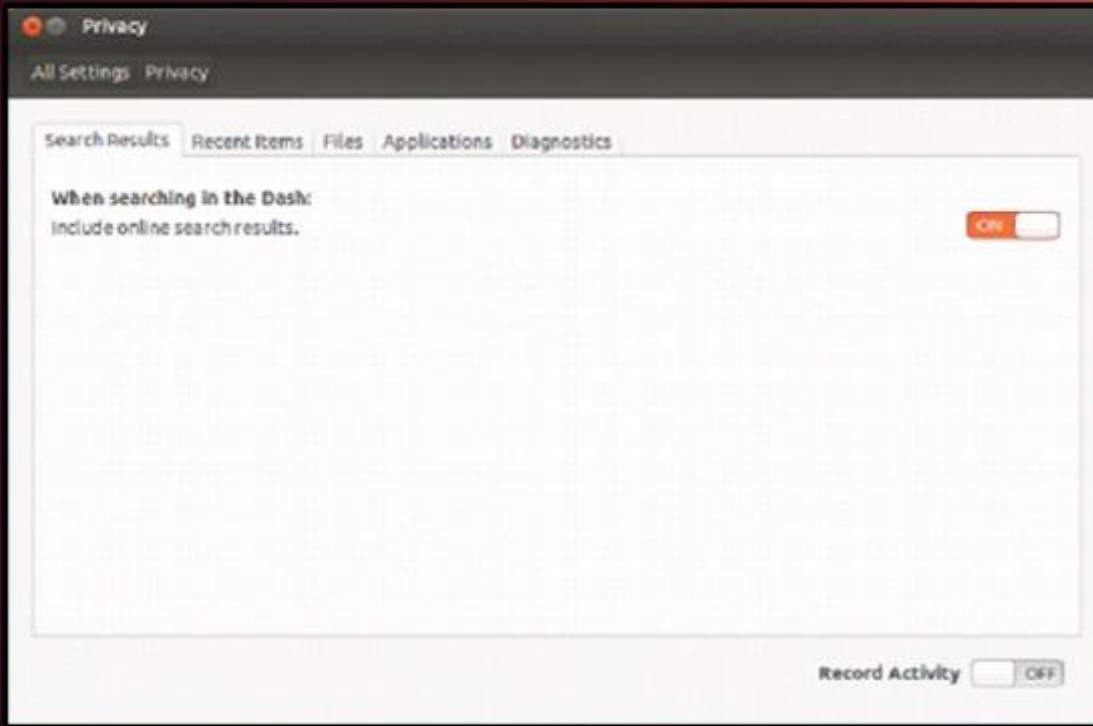 Privacy
All Settings Privacy
Search Results Recent Items Files Applications Diagnostics
When searching in the Dash:
Include online search results.
ON
Record Activity OFF